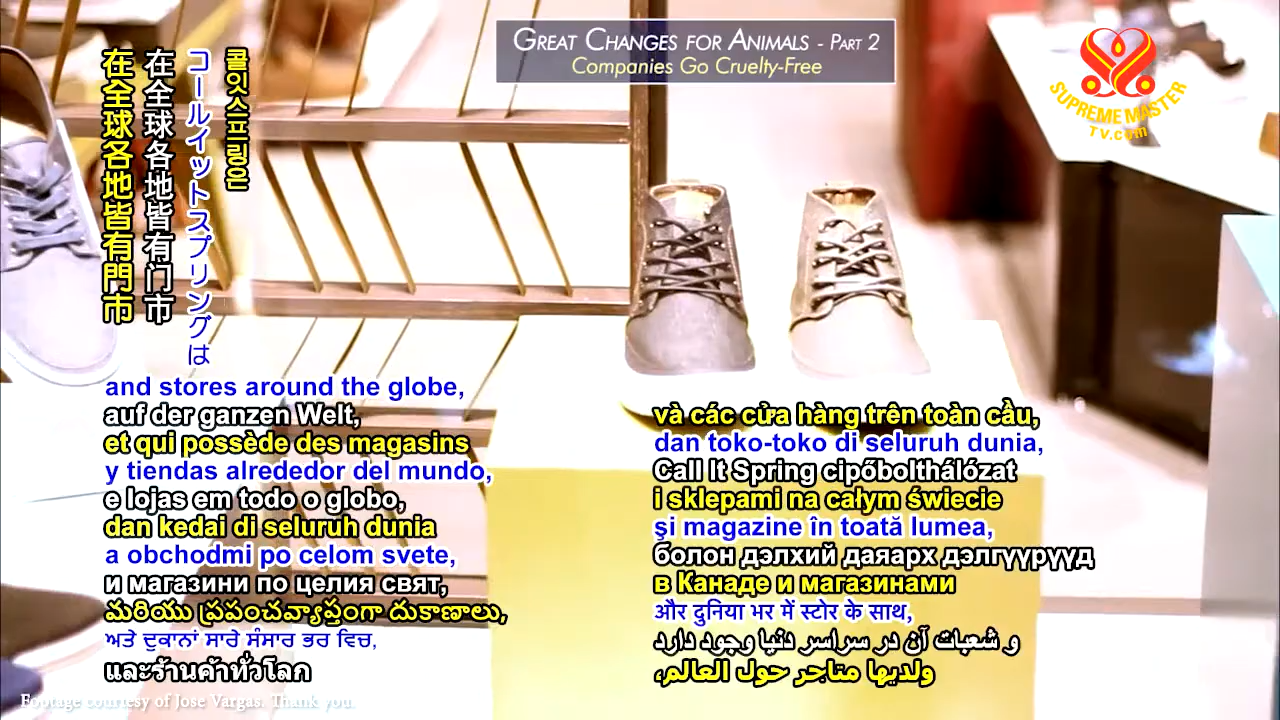 GREAT CHANGES FOR ANIMALS - PART 2
Companies Go Cruelty-Free
SUPREME MASTER
TV.com
在全球各地皆有門市
在全球各地皆有门市
コールイットスプリングは
콜잇스프링은
and stores around the globe,
auf der ganzen Welt,
et qui possède des magasins
y tiendas alrededor del mundo,
e lojas em todo o globo,
dan kedai di seluruh dunia
a obchodmi po celom svete,
и магазини по целия свят,
మరియు ప్రపంచవ్యాప్తంగా దుకాణాలు,
ਅਤੇ ਦੁਕਾਨਾਂ ਸਾਰੇ ਸੰਸਾਰ ਭਰ ਵਿਚ,
และร้านค้าทั่วโลก
và các cửa hàng trên toàn cầu,
dan toko-toko di seluruh dunia,
Call It Spring cipőbolthálózat
i sklepami na całym świecie
şi magazine în toată lumea,
болон дэлхий даяарх дэлгүүрүүд
в Канаде и магазинами
और दुनिया भर में स्टोर के साथ,
و شعبات آن در سراسر دنیا وجود دارد
ولديها متاجر حول العالم،
Footage courtesy of Jose Vargas. Thank you.